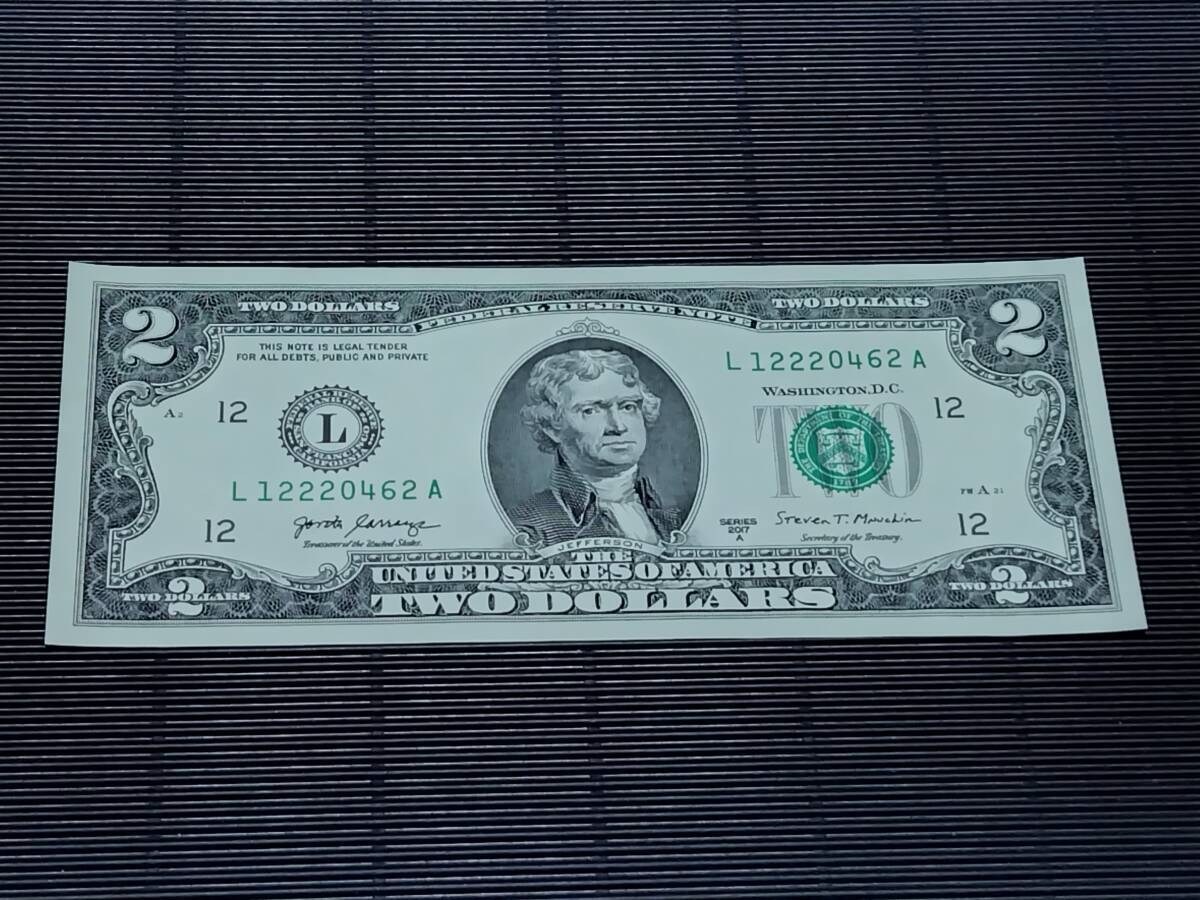 2
TWO DOLLARS
FEDERAL RESERVE NOTE
TWO DOLLARS
2
THIS NOTE IS LEGAL TENDER
FOR ALL DEBTS, PUBLIC AND PRIVATE
L 12220462 A
WASHINGTON, D.C.
A 2
12
L
TWO
12
L 12220462 A
FW A 21
12
Treasurer of the United States.
SERIES
2017
A
Steven T. Mnuchin
Secretary of the Treasury.
12
JEFFERSON
THE
UNITED STATES OF AMERICA
TWO DOLLARS
2
TWO DOLLARS
2
TWO DOLLARS